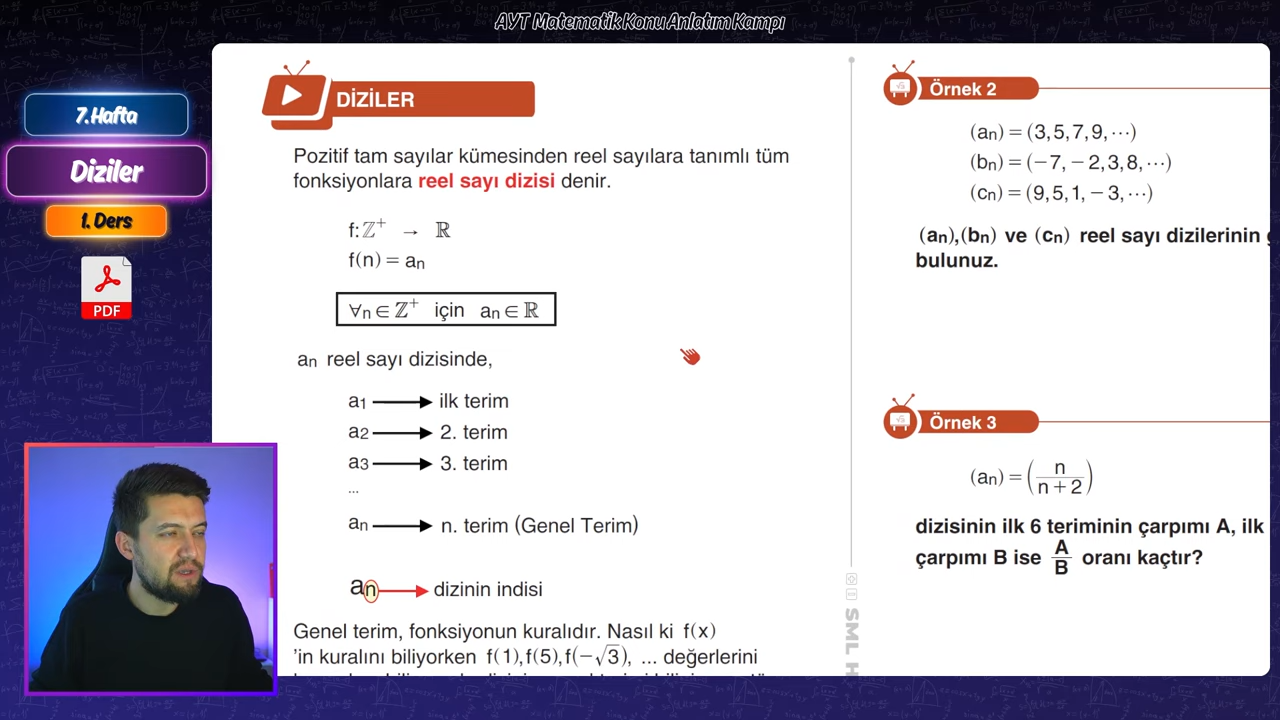 AYT Matematik Konu Anlatım Kampı
7. Hafta
Diziler
1. Ders
PDF
DİZİLER
Pozitif tam sayılar kümesinden reel sayılara tanımlı tüm
fonksiyonlara reel sayı dizisi denir.
f: ℤ⁺ → ℝ
f(n) = aₙ
∀n ∈ ℤ⁺ için aₙ ∈ ℝ
aₙ reel sayı dizisinde,
a₁ → ilk terim
a₂ → 2. terim
a₃ → 3. terim
...
aₙ → n. terim (Genel Terim)
aₙ → dizinin indisi
Genel terim, fonksiyonun kuralıdır. Nasıl ki f(x)
'in kuralını biliyorken f(1), f(5), f(−√3), ... değerlerini
SML H
Örnek 2
(aₙ) = (3, 5, 7, 9, ⋯)
(bₙ) = (−7, −2, 3, 8, ⋯)
(cₙ) = (9, 5, 1, −3, ⋯)
(aₙ), (bₙ) ve (cₙ) reel sayı dizilerinin
bulunuz.
Örnek 3
(aₙ) = (n / n + 2)
dizisinin ilk 6 teriminin çarpımı A, ilk
çarpımı B ise A/B oranı kaçtır?